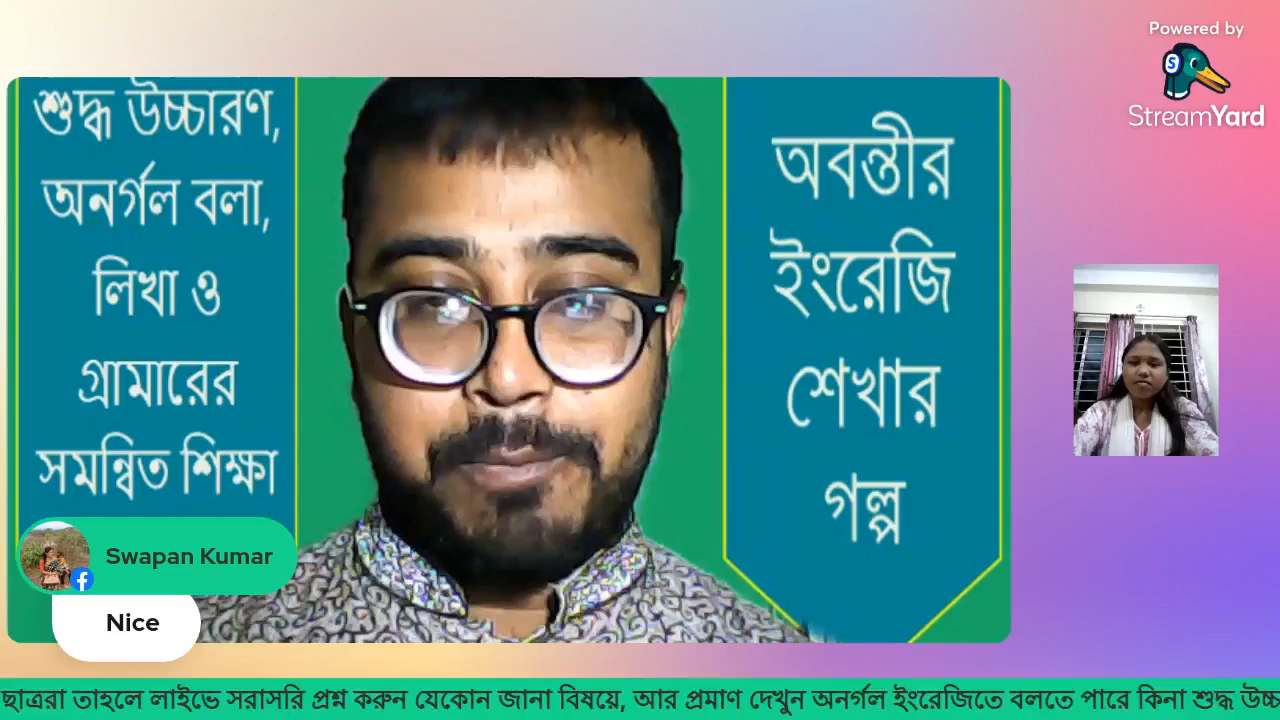 Powered by
StreamYard
শুদ্ধ উচ্চারণ,
অনর্গল বলা,
লিখা ও
গ্রামারের
সমন্বিত শিক্ষা
অবন্তীর
ইংরেজি
শেখার
গল্প
Swapan Kumar
Nice
ছাত্ররা তাহলে লাইভে সরাসরি প্রশ্ন করুন যেকোন জানা বিষয়ে, আর প্রমাণ দেখুন অনর্গল ইংরেজিতে বলতে পারে কিনা শুদ্ধ